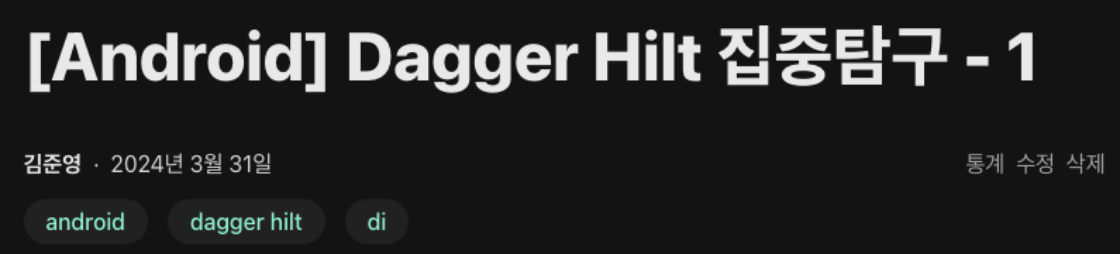 [Android] Dagger Hilt 집중탐구 - 1
김준영 · 2024년 3월 31일
통계 수정 삭제
android dagger hilt di